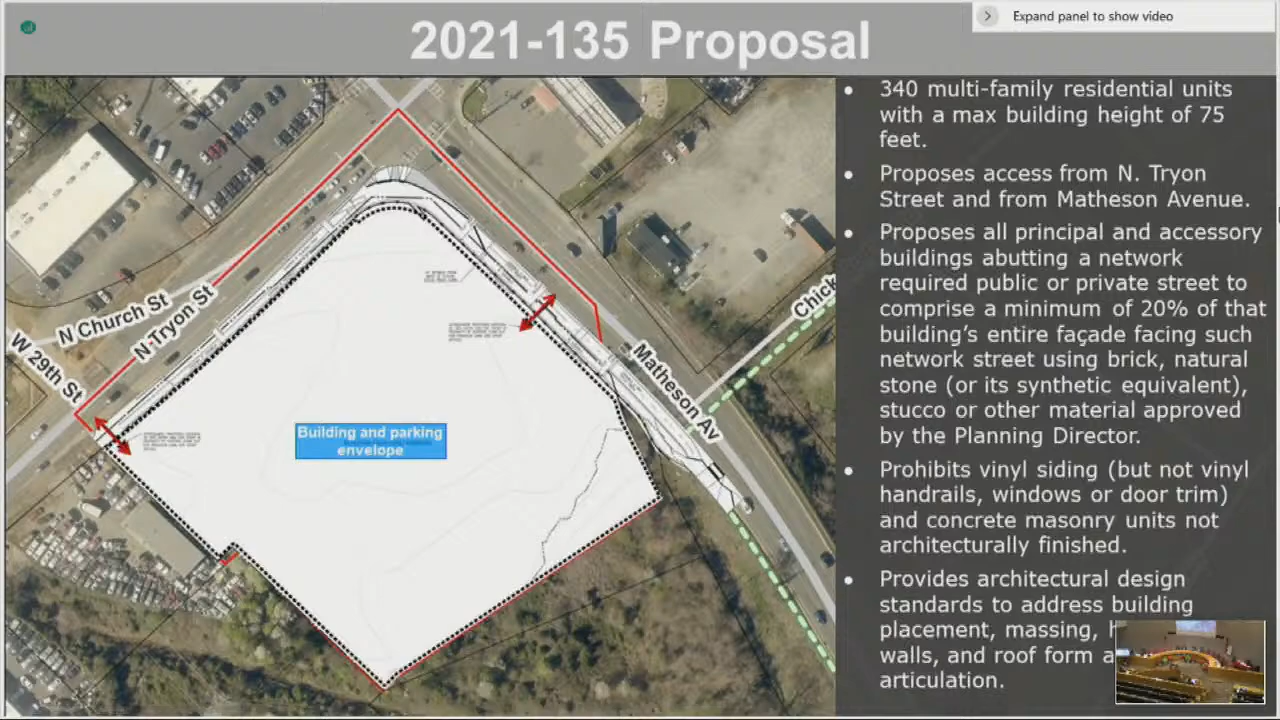 Expand panel to show video
2021-135 Proposal
N Church St
N Tryon St
W 29th St
Matheson Av
Chick
Building and parking
envelope
• 340 multi-family residential units
with a max building height of 75
feet.
• Proposes access from N. Tryon
Street and from Matheson Avenue.
• Proposes all principal and accessory
buildings abutting a network
required public or private street to
comprise a minimum of 20% of that
building's entire façade facing such
network street using brick, natural
stone (or its synthetic equivalent),
stucco or other material approved
by the Planning Director.
• Prohibits vinyl siding (but not vinyl
handrails, windows or door trim)
and concrete masonry units not
architecturally finished.
• Provides architectural design
standards to address building
placement, massing,
walls, and roof form
articulation.